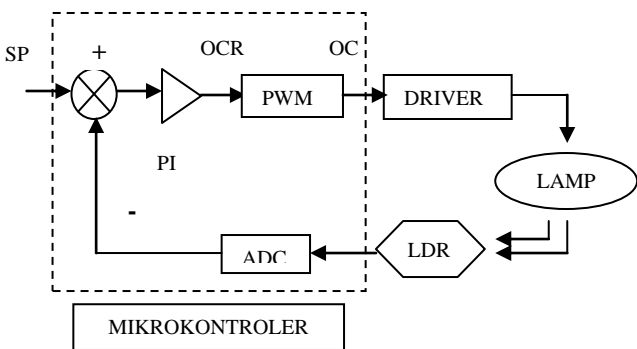 SP
+
OCR
OC
PWM
DRIVER
PI
LAMP
-
ADC
LDR
MIKROKONTROLER